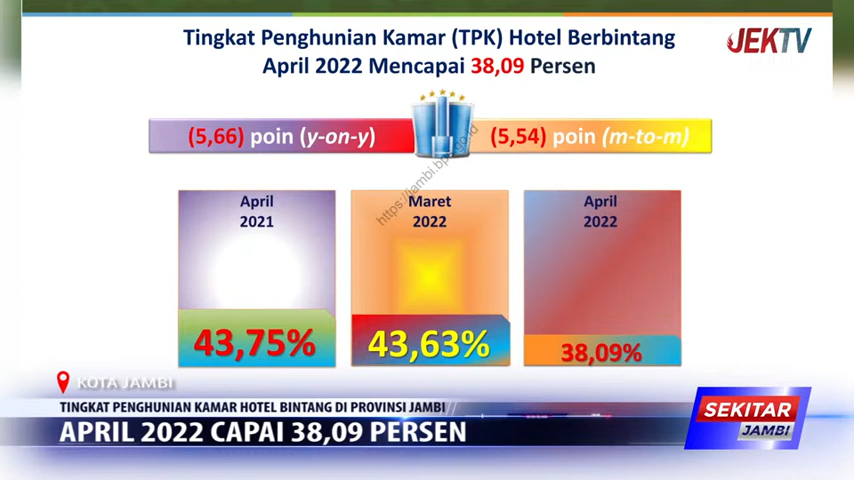 Tingkat Penghunian Kamar (TPK) Hotel Berbintang
April 2022 Mencapai 38,09 Persen
JEKTV
(5,66) poin (y-on-y)
(5,54) poin (m-to-m)
https://jambi.bps.go.id
April
2021
Maret
2022
April
2022
43,75%
43,63%
38,09%
KOTA JAMBI
TINGKAT PENGHUNIAN KAMAR HOTEL BINTANG DI PROVINSI JAMBI
APRIL 2022 CAPAI 38,09 PERSEN
SEKITAR
JAMBI